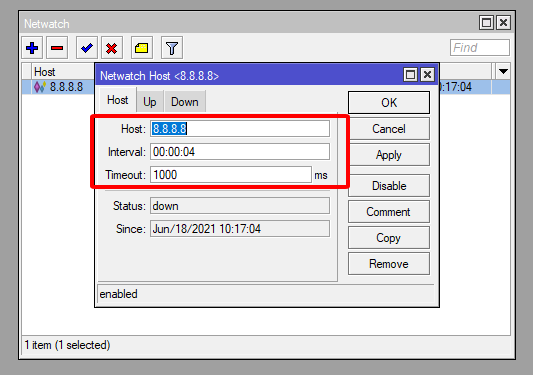 Netwatch
Find
Host
8.8.8.8
:17:04
Netwatch Host <8.8.8.8>
Host Up Down
Host: 8.8.8.8
Interval: 00:00:04
Timeout: 1000 ms
Status: down
Since: Jun/18/2021 10:17:04
OK
Cancel
Apply
Disable
Comment
Copy
Remove
enabled
1 item (1 selected)